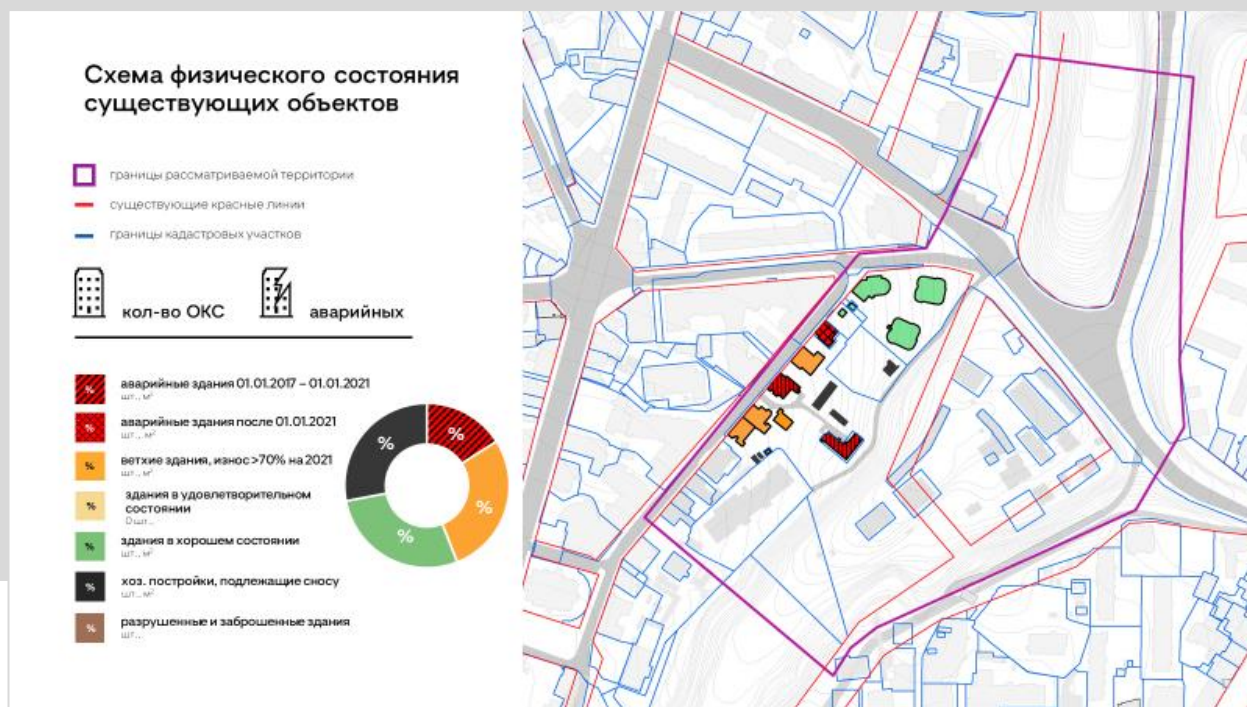 Схема физического состояния
существующих объектов
границы рассматриваемой территории
существующие красные линии
границы кадастровых участков
кол-во ОКС
аварийных
% аварийные здания 01.01.2017 – 01.01.2021
шт., м²
% аварийные здания после 01.01.2021
шт., м²
% ветхие здания, износ >70% на 2021
шт., м²
% здания в удовлетворительном
состоянии
0 шт.,
% здания в хорошем состоянии
шт., м²
% хоз. постройки, подлежащие сносу
шт., м²
% разрушенные и заброшенные здания
шт.,
%
%
%
%